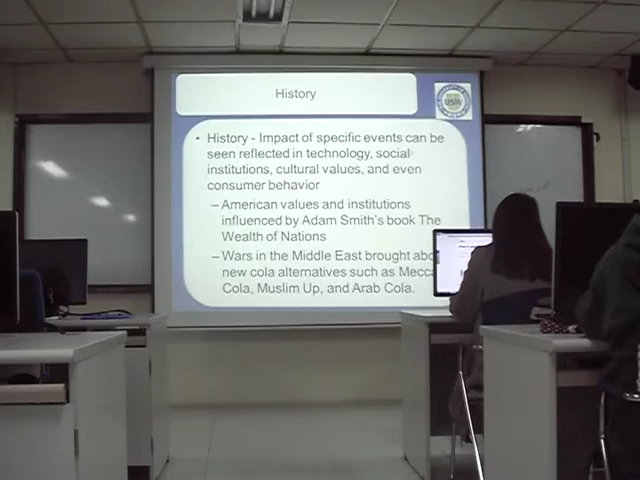 History
• History - Impact of specific events can be
seen reflected in technology, social
institutions, cultural values, and even
consumer behavior
– American values and institutions
influenced by Adam Smith's book The
Wealth of Nations
– Wars in the Middle East brought abo
new cola alternatives such as Mecca
Cola, Muslim Up, and Arab Cola.